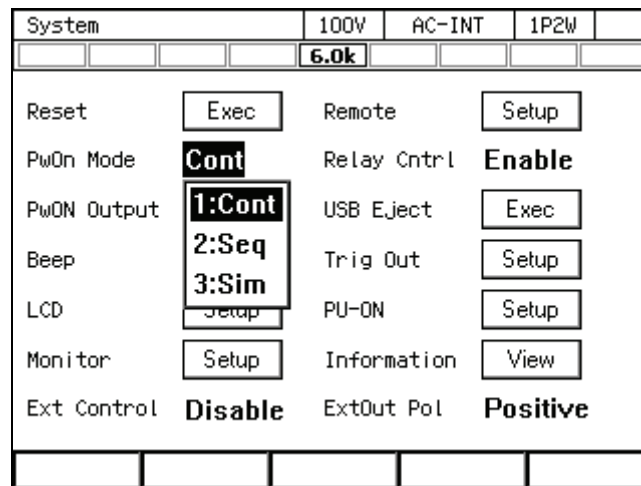 System 100V AC-INT 1P2W
6.0k
Reset Exec Remote Setup
PwOn Mode Cont Relay Cntrl Enable
PwON Output 1:Cont USB Eject Exec
2:Seq
Beep Trig Out Setup
3:Sim
LCD Setup PU-ON Setup
Monitor Setup Information View
Ext Control Disable ExtOut Pol Positive